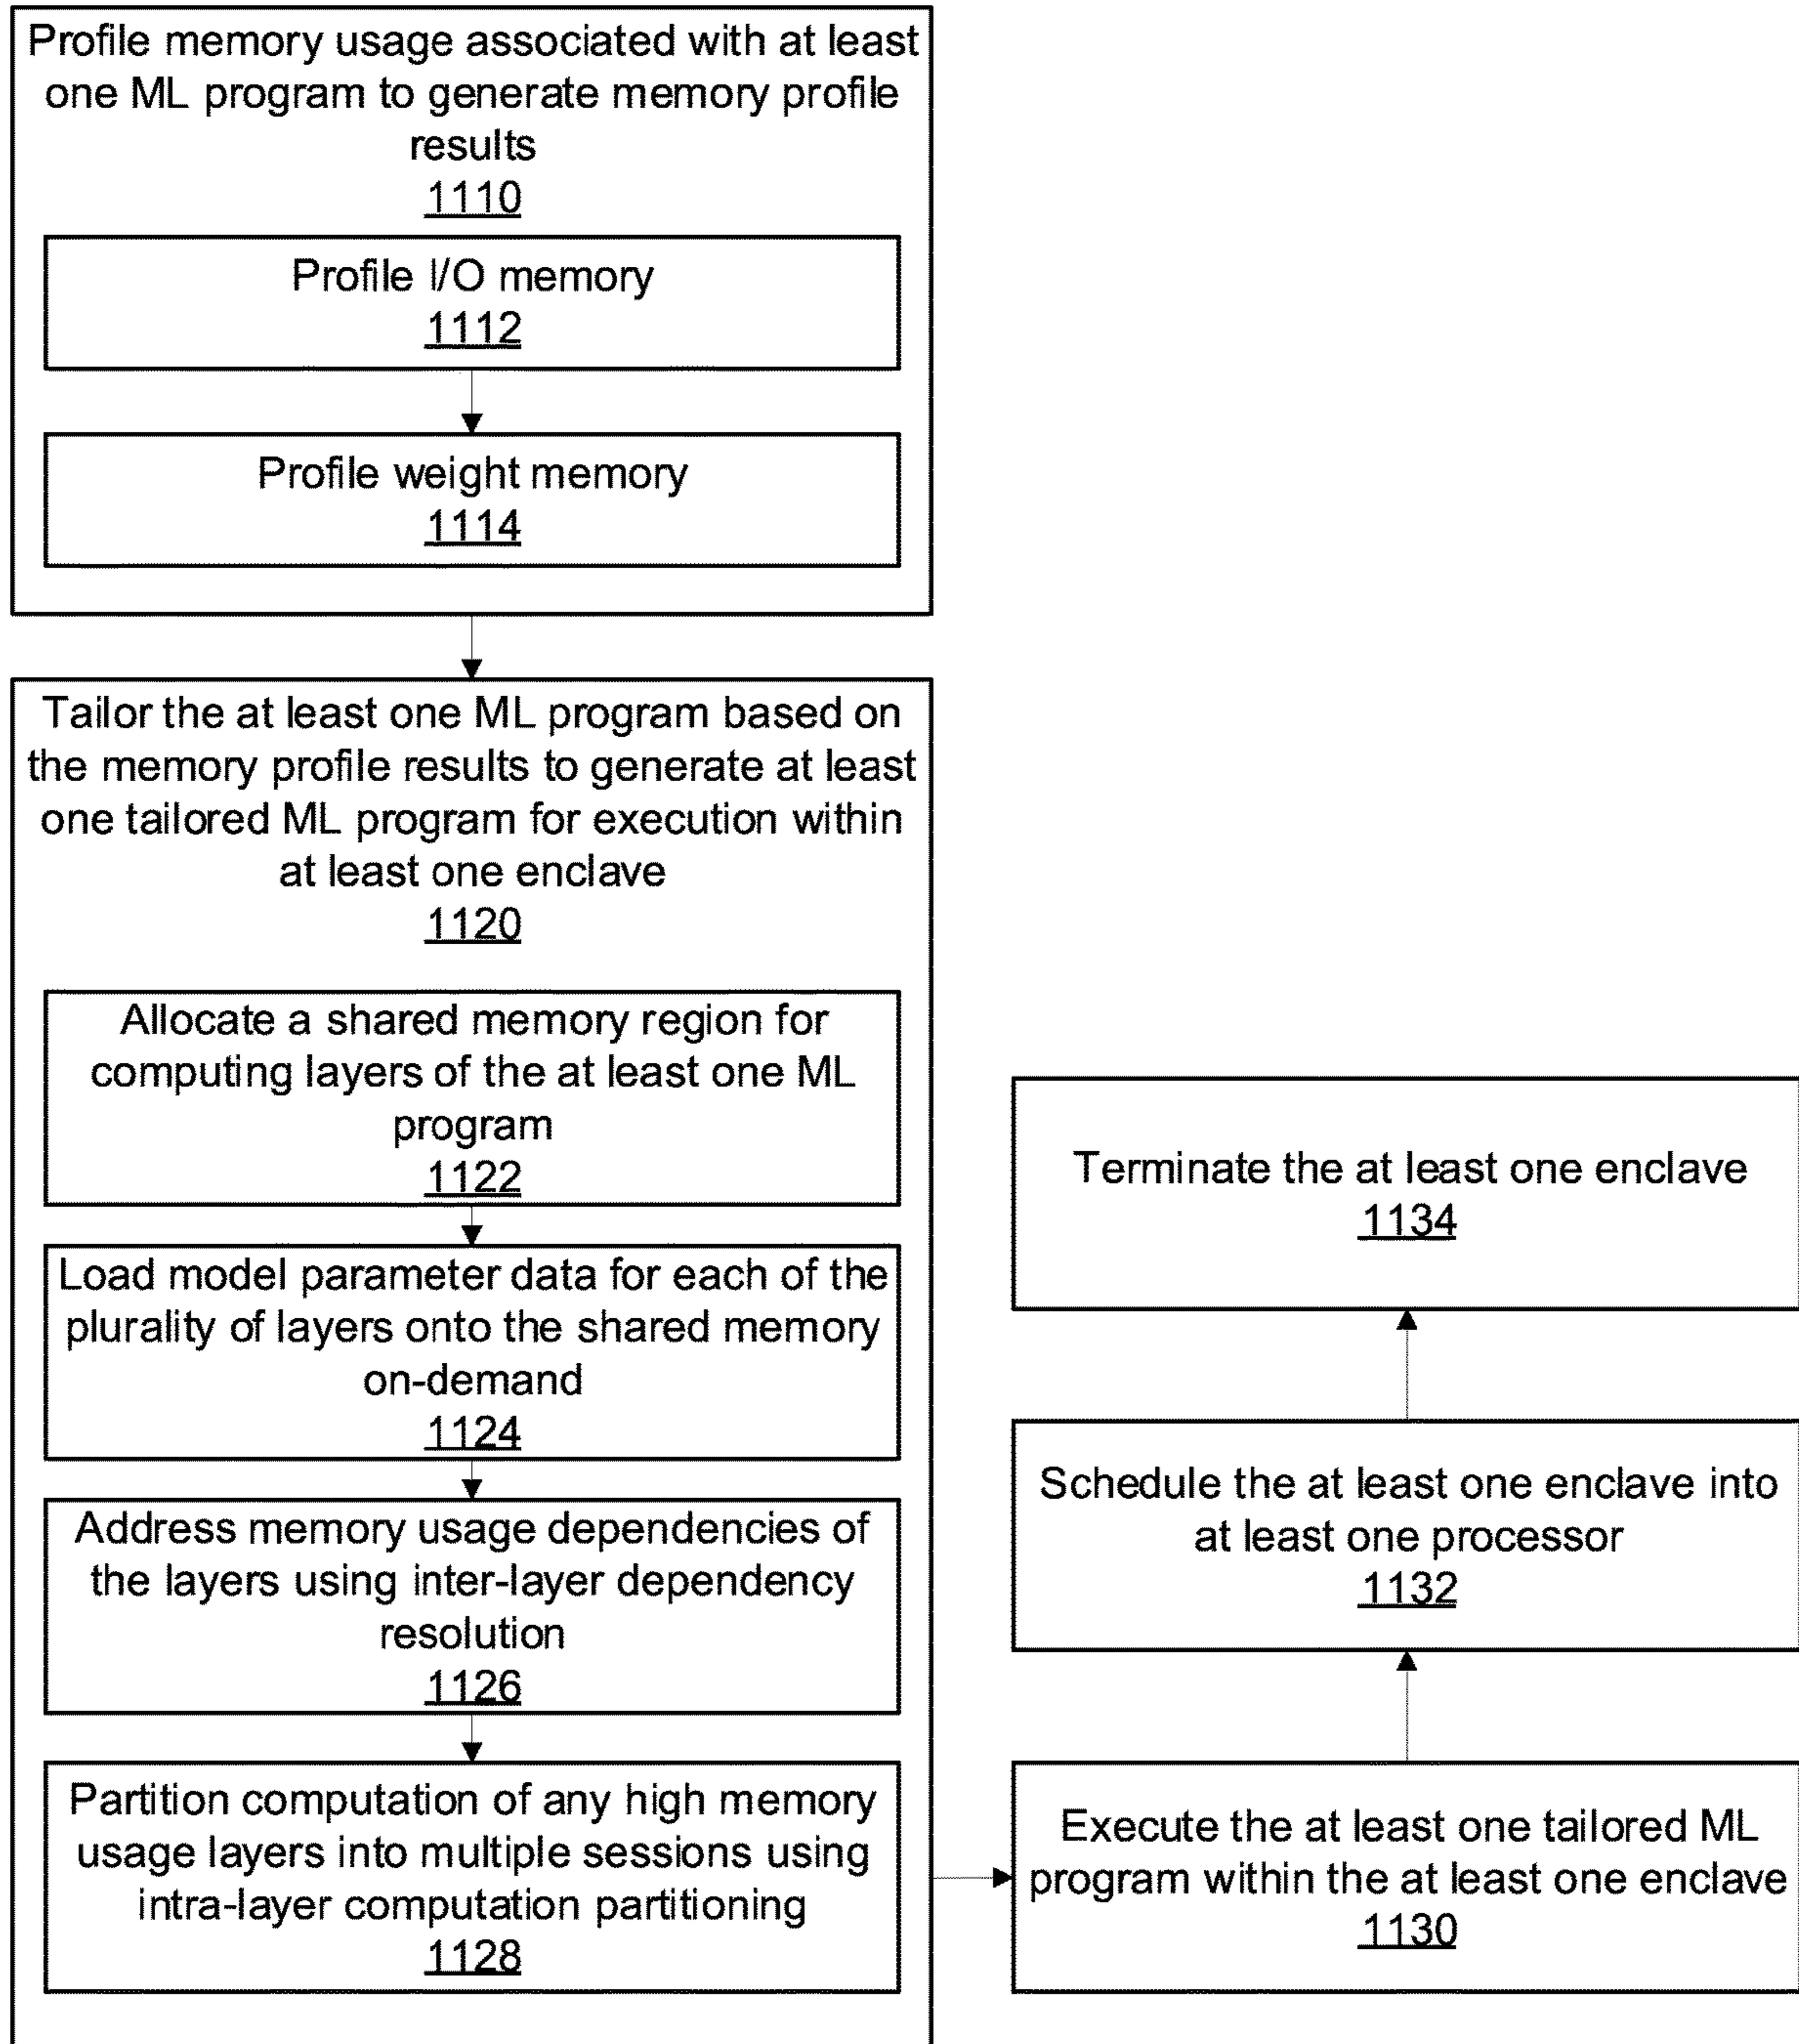 Profile memory usage associated with at least
one ML program to generate memory profile
results
1110
Profile I/O memory
1112
Profile weight memory
1114
Tailor the at least one ML program based on
the memory profile results to generate at least
one tailored ML program for execution within
at least one enclave
1120
Allocate a shared memory region for
computing layers of the at least one ML
program
1122
Load model parameter data for each of the
plurality of layers onto the shared memory
on-demand
1124
Address memory usage dependencies of
the layers using inter-layer dependency
resolution
1126
Partition computation of any high memory
usage layers into multiple sessions using
intra-layer computation partitioning
1128
Execute the at least one tailored ML
program within the at least one enclave
1130
Schedule the at least one enclave into
at least one processor
1132
Terminate the at least one enclave
1134